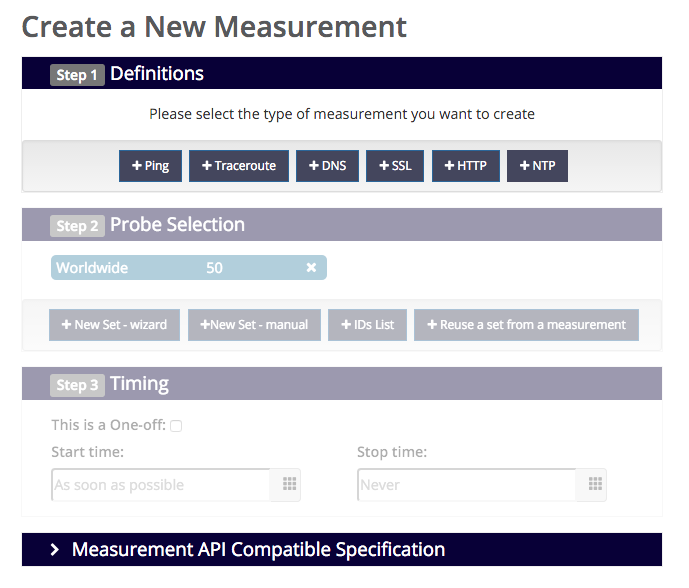 Create a New Measurement
Step 1 Definitions
Please select the type of measurement you want to create
+ Ping + Traceroute + DNS + SSL + HTTP + NTP
Step 2 Probe Selection
Worldwide 50 ×
+ New Set - wizard +New Set - manual + IDs List + Reuse a set from a measurement
Step 3 Timing
This is a One-off:
Start time: Stop time:
As soon as possible Never
Measurement API Compatible Specification